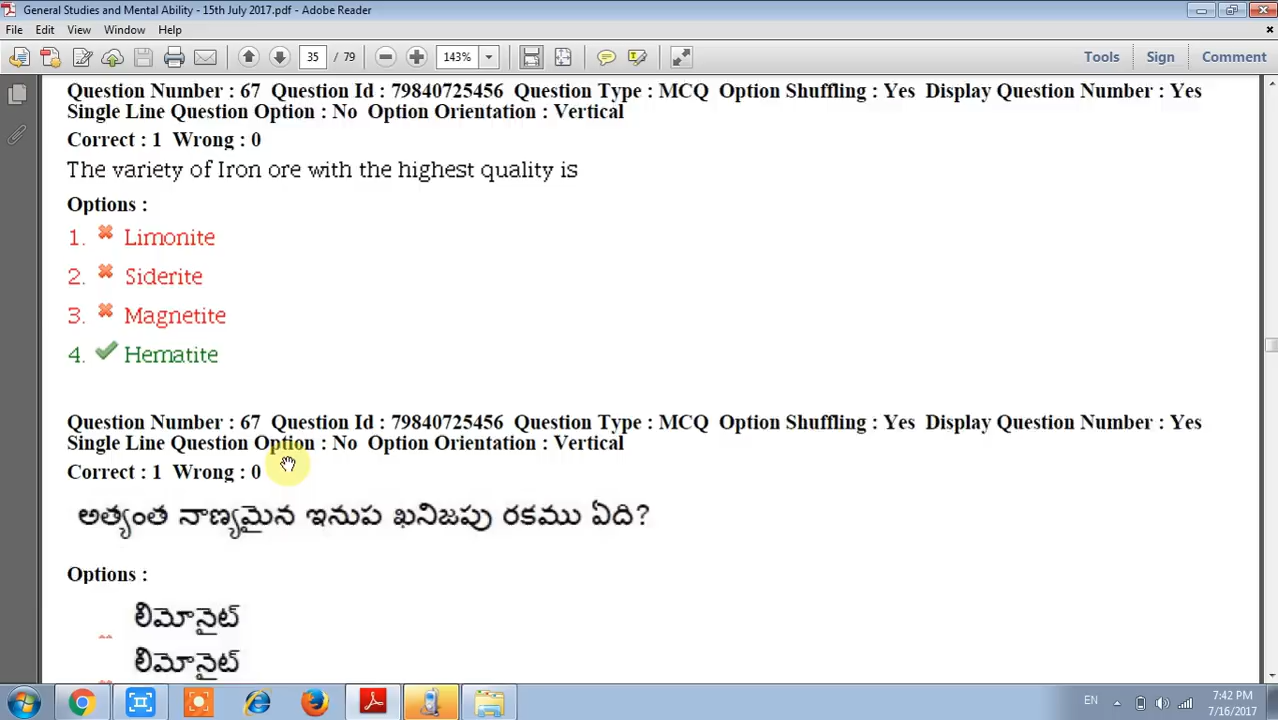 General Studies and Mental Ability - 15th July 2017.pdf - Adobe Reader
File Edit View Window Help
35 / 79 143% Tools Sign Comment
Question Number : 67 Question Id : 79840725456 Question Type : MCQ Option Shuffling : Yes Display Question Number : Yes
Single Line Question Option : No Option Orientation : Vertical
Correct : 1 Wrong : 0
The variety of Iron ore with the highest quality is
Options :
1. Limonite
2. Siderite
3. Magnetite
4. Hematite
Question Number : 67 Question Id : 79840725456 Question Type : MCQ Option Shuffling : Yes Display Question Number : Yes
Single Line Question Option : No Option Orientation : Vertical
Correct : 1 Wrong : 0
అత్యంత నాణ్యమైన ఇనుప ఖనిజపు రకము ఏది?
Options :
లిమోనైట్
లిమోనైట్
EN 7:42 PM
7/16/2017